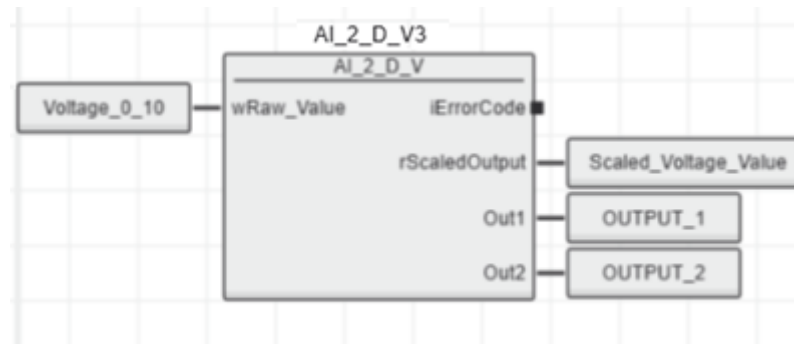 AI_2_D_V3
AI_2_D_V
Voltage_0_10 wRaw_Value iErrorCode
rScaledOutput Scaled_Voltage_Value
Out1 OUTPUT_1
Out2 OUTPUT_2